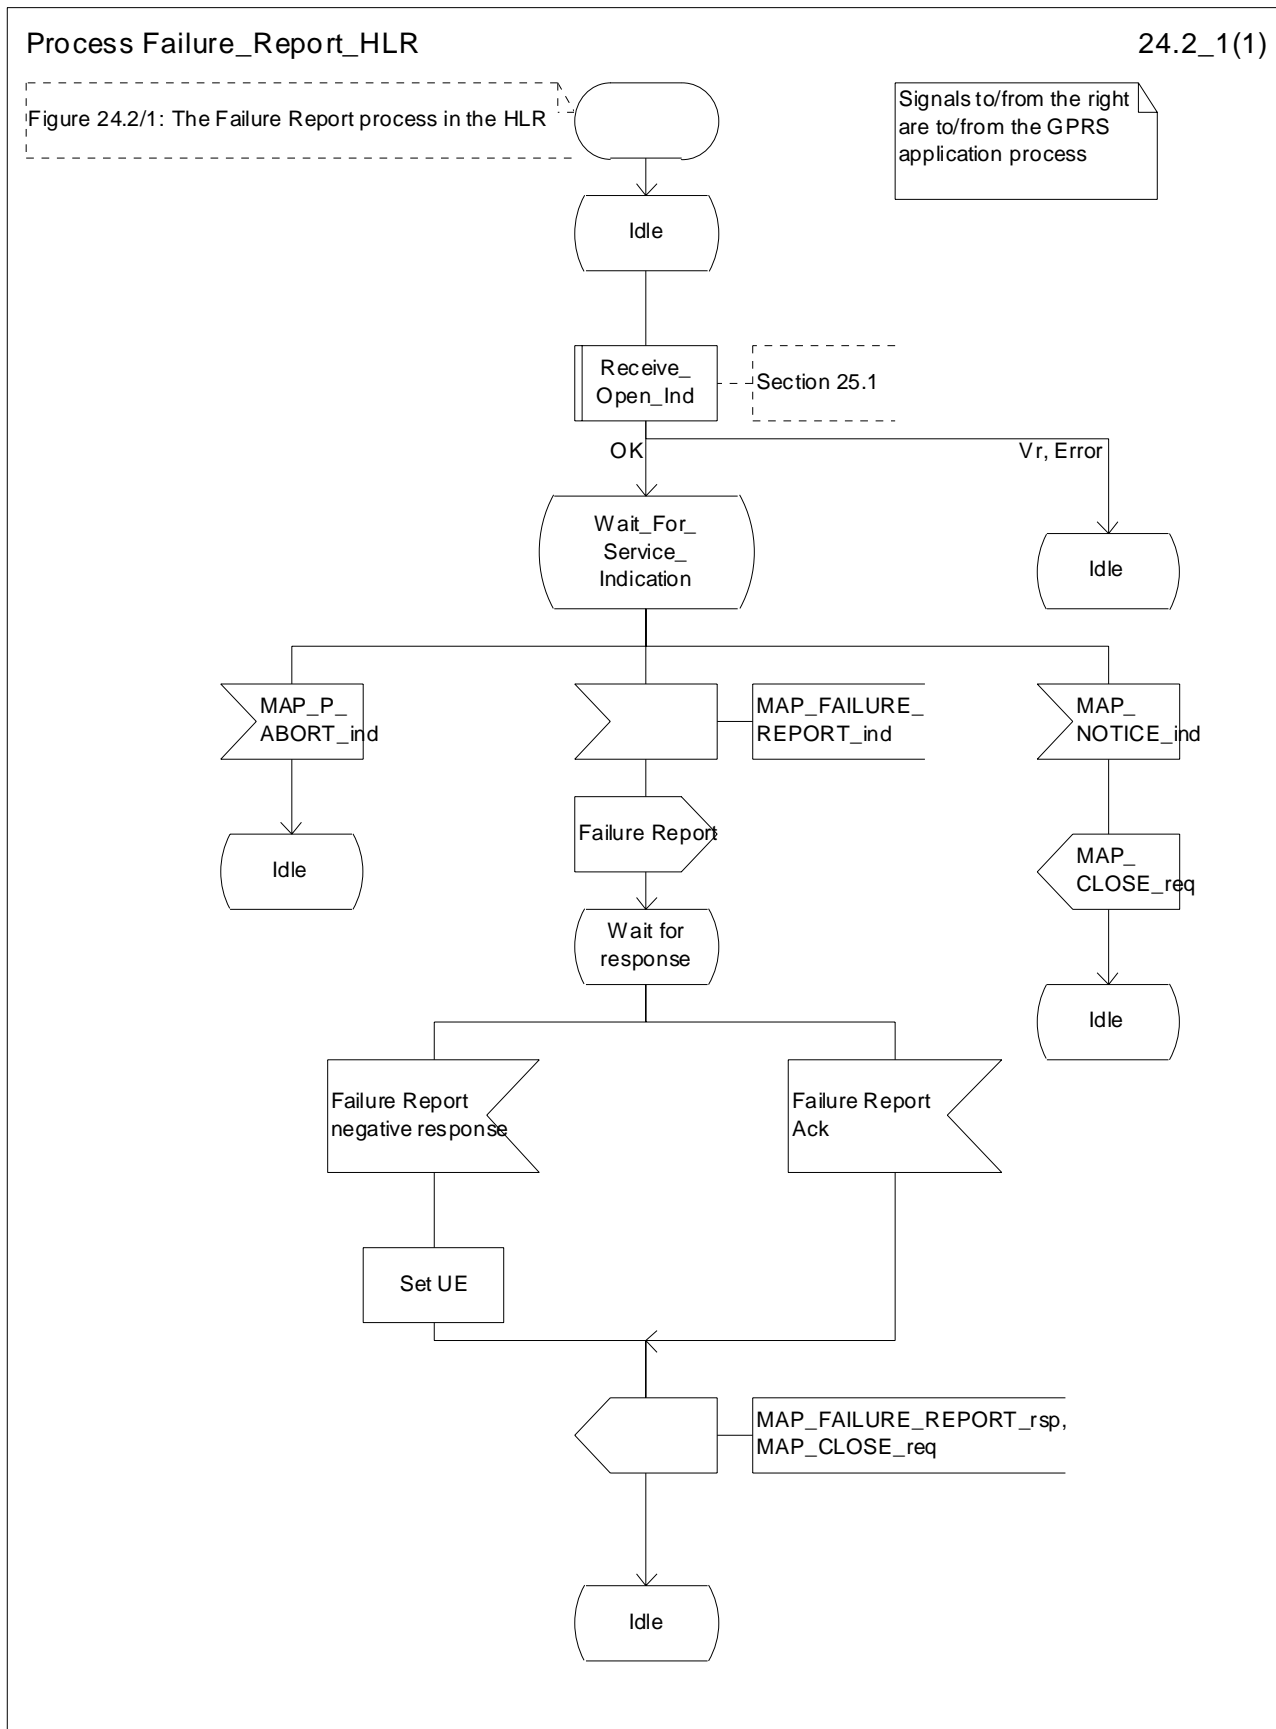 Process Failure_Report_HLR
24.2_1(1)
Figure 24.2/1: The Failure Report process in the HLR
Signals to/from the right
are to/from the GPRS
application process
Idle
Receive_
Open_Ind
Section 25.1
OK
Vr, Error
Wait_For_
Service_
Indication
Idle
MAP_P_
ABORT_ind
MAP_FAILURE_
REPORT_ind
MAP_
NOTICE_ind
Failure Report
Idle
MAP_
CLOSE_req
Wait for
response
Idle
Failure Report
negative response
Failure Report
Ack
Set UE
MAP_FAILURE_REPORT_rsp,
MAP_CLOSE_req
Idle